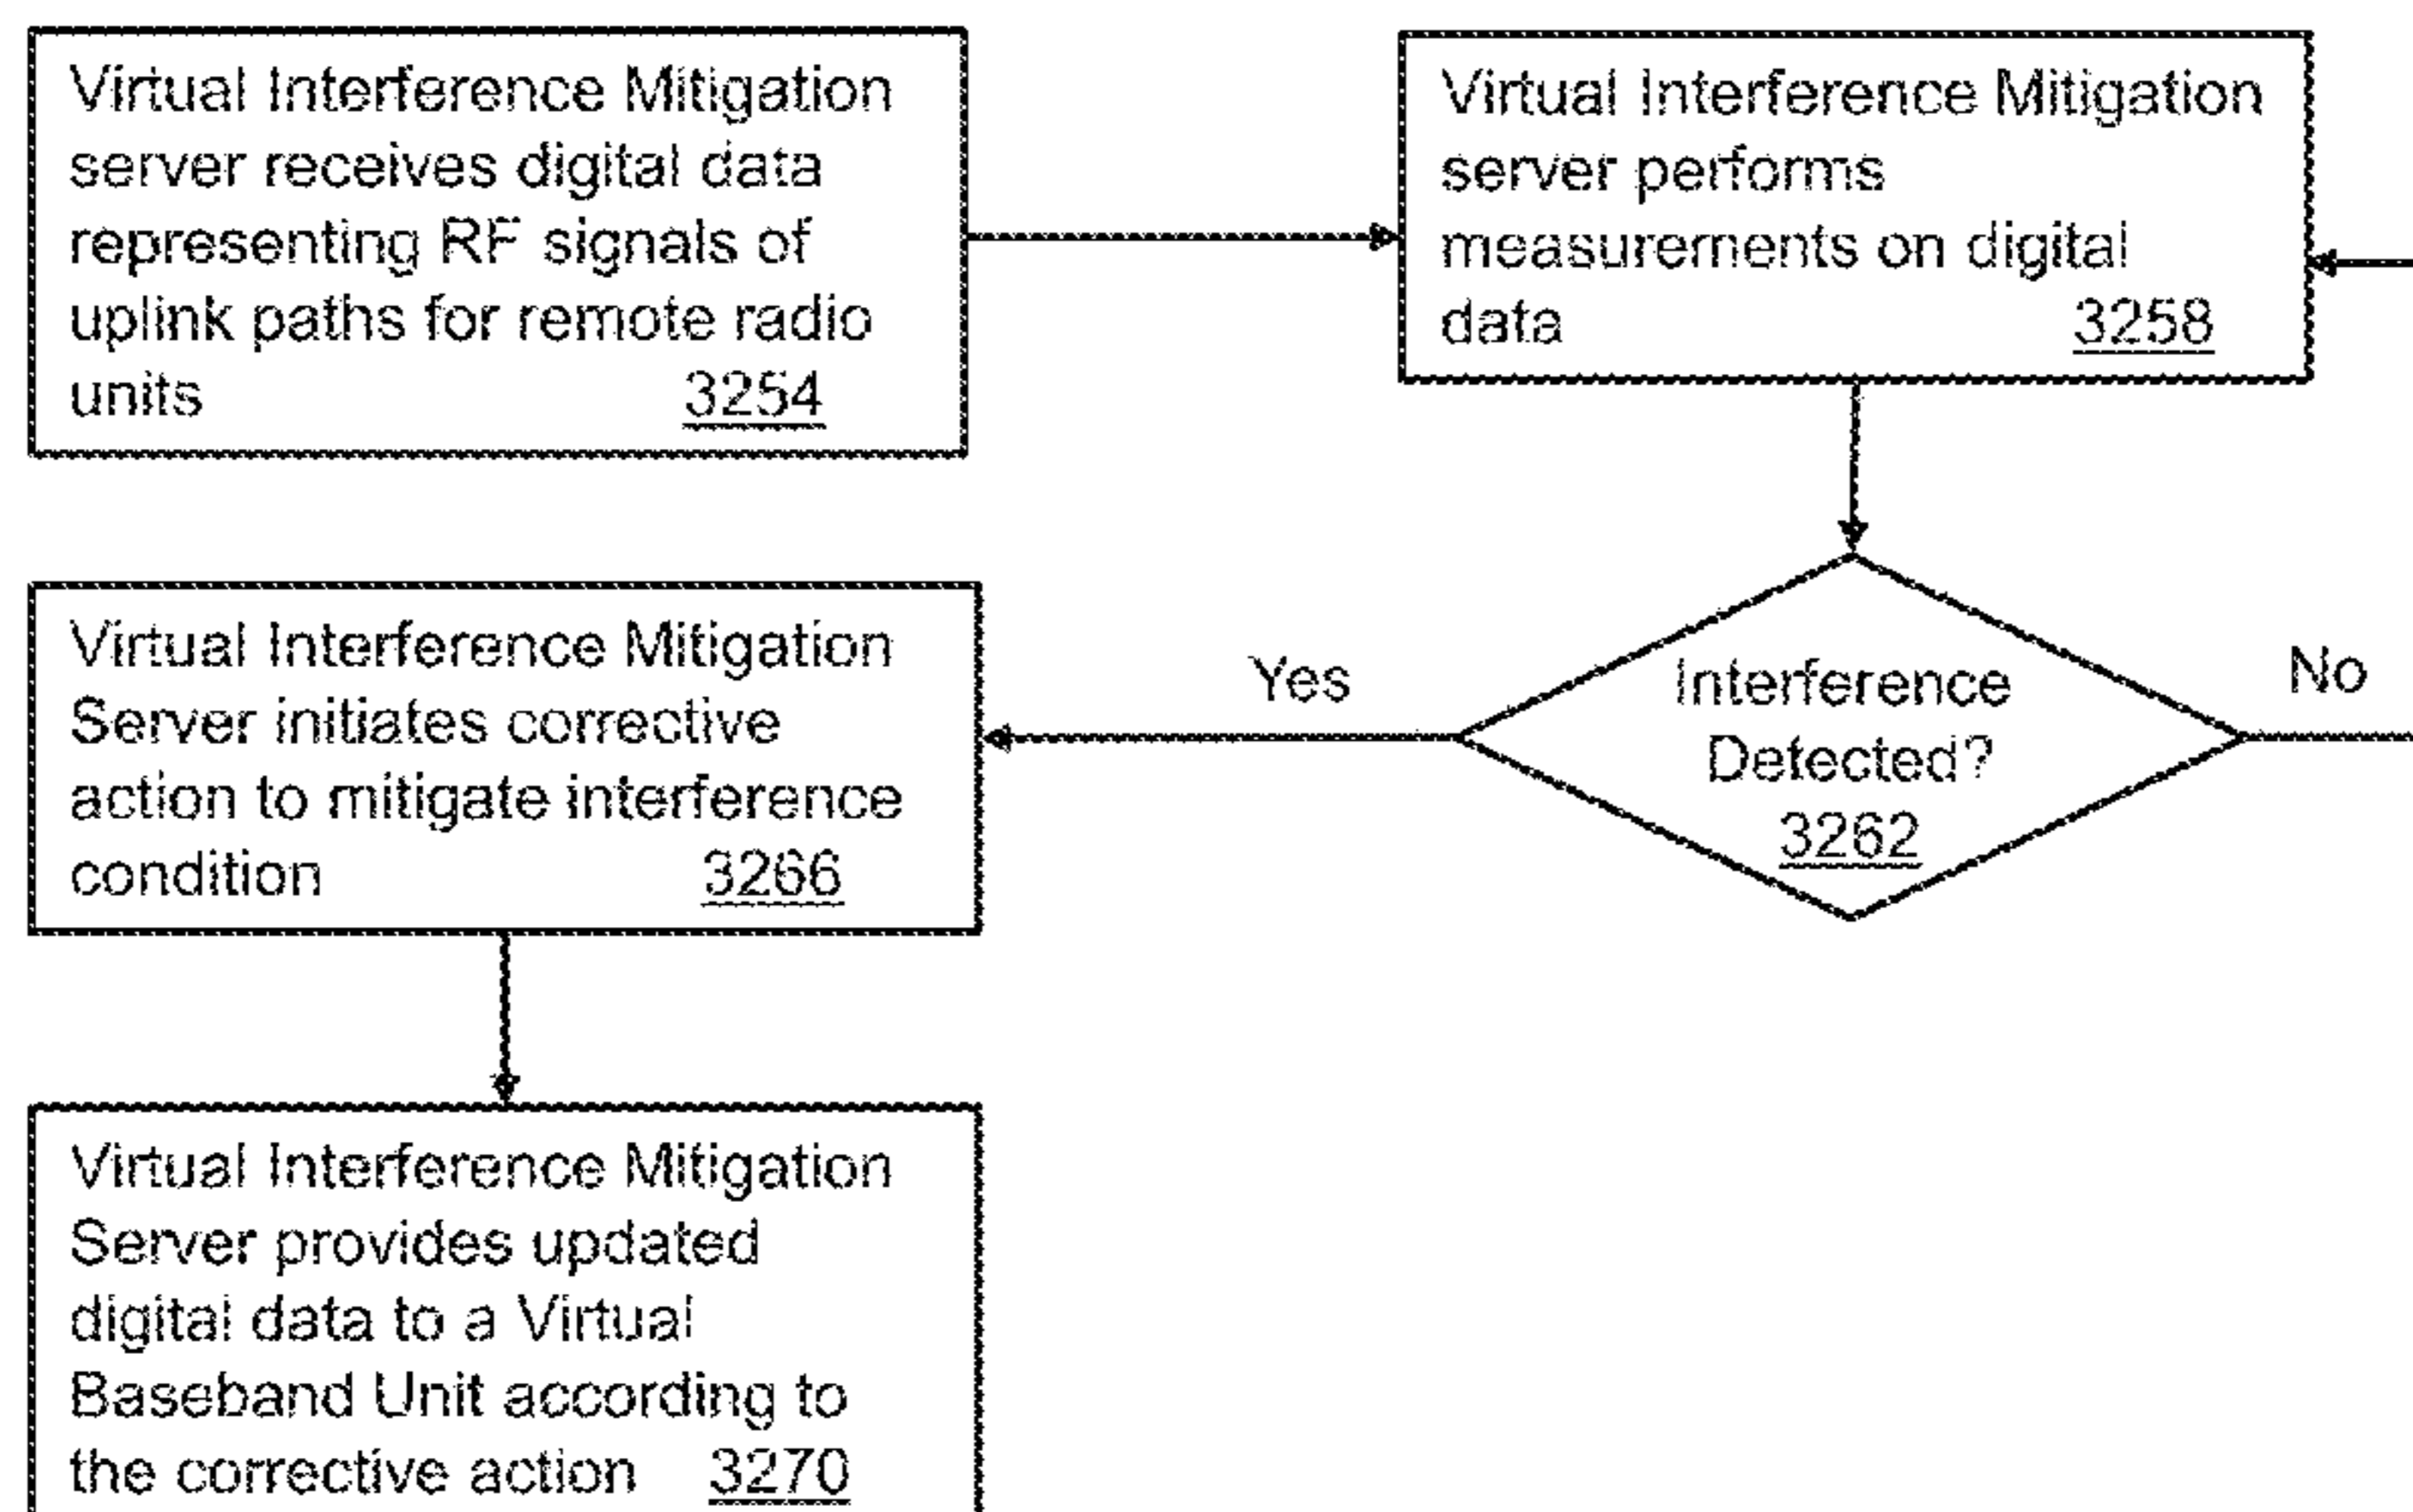 Virtual Interference Mitigation
server receives digital data
representing RF signals of
uplink paths for remote radio
units 3254
Virtual Interference Mitigation
server performs
measurements on digital
data 3258
Interference
Detected?
3262
No
Yes
Virtual Interference Mitigation
Server initiates corrective
action to mitigate interference
condition 3266
Virtual Interference Mitigation
Server provides updated
digital data to a Virtual
Baseband Unit according to
the corrective action 3270